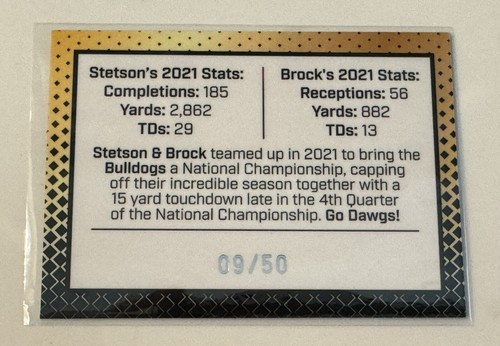 Stetson's 2021 Stats:
Completions: 185
Yards: 2,862
TDs: 29
Brock's 2021 Stats:
Receptions: 56
Yards: 882
TDs: 13
Stetson & Brock teamed up in 2021 to bring the
Bulldogs a National Championship, capping
off their incredible season together with a
15 yard touchdown late in the 4th Quarter
of the National Championship. Go Dawgs!
09/50